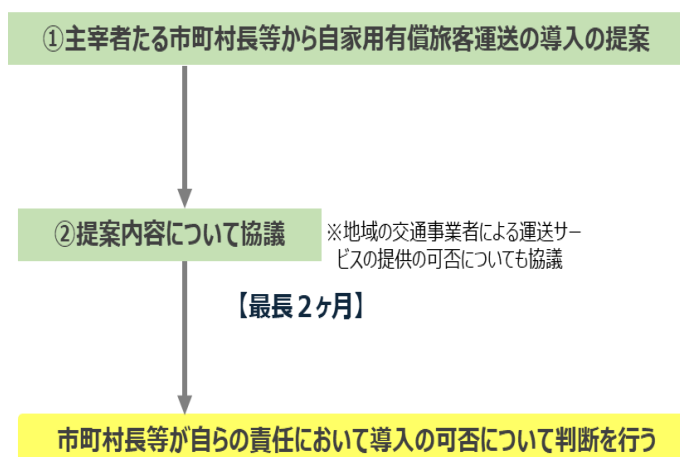 ①主宰者たる市町村長等から自家用有償旅客運送の導入の提案
②提案内容について協議
※地域の交通事業者による運送サー
ビスの提供の可否についても協議
【最長２ヶ月】
市町村長等が自らの責任において導入の可否について判断を行う